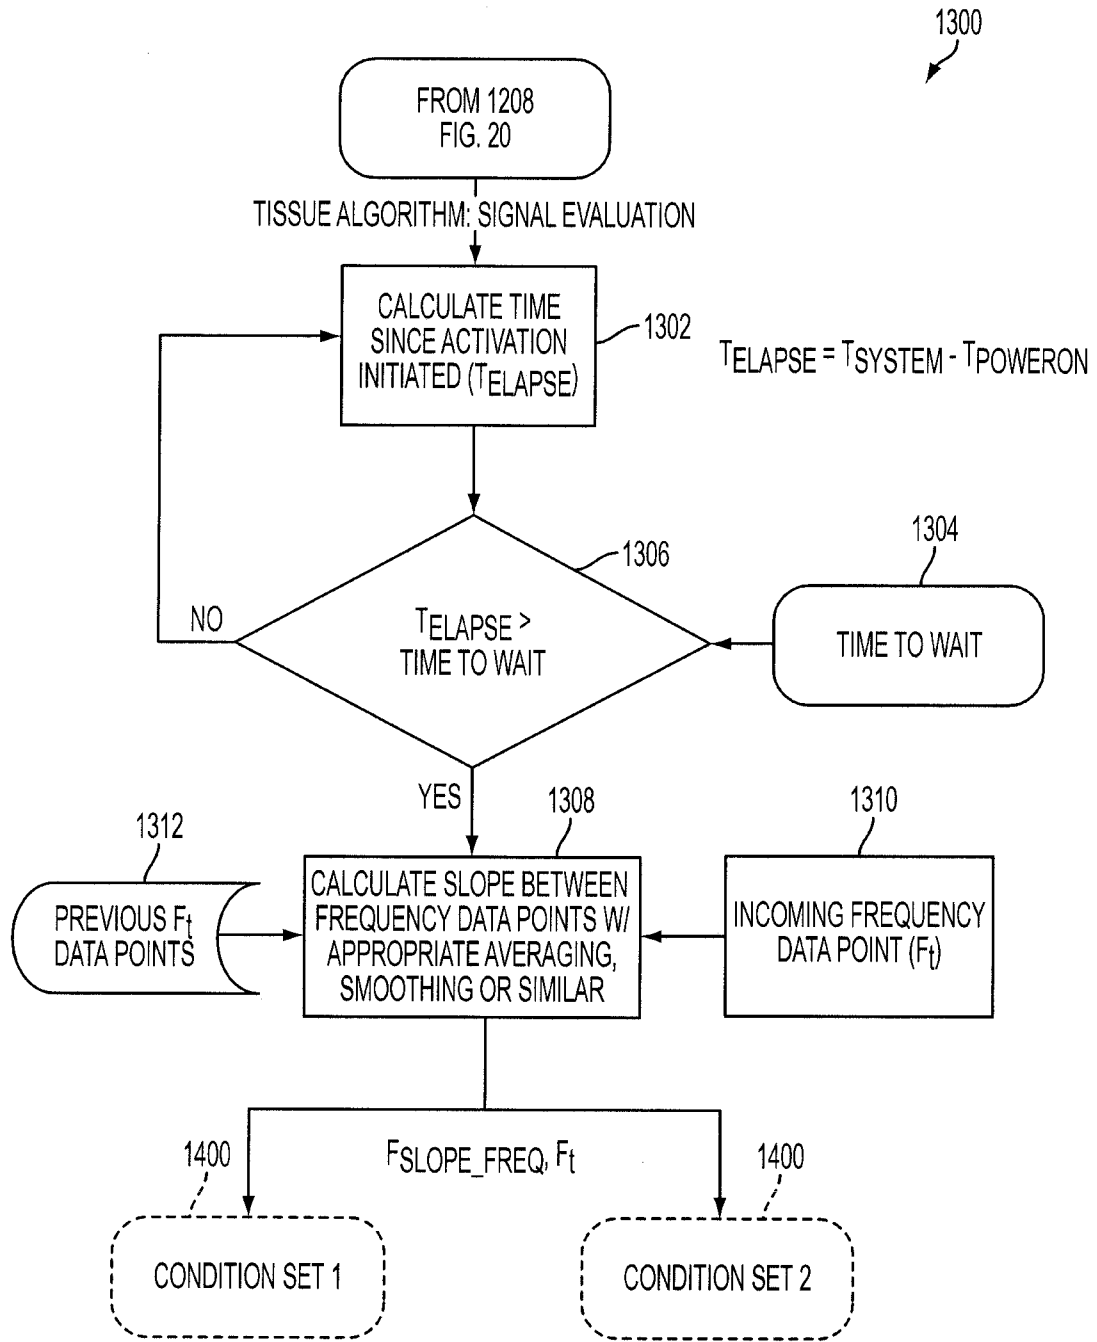 1300
FROM 1208
FIG. 20
TISSUE ALGORITHM: SIGNAL EVALUATION
CALCULATE TIME
SINCE ACTIVATION
INITIATED (TELAPSE)
1302
TELAPSE = TSYSTEM - TPOWERON
1306
1304
NO
TELAPSE >
TIME TO WAIT
TIME TO WAIT
YES
1308
1310
1312
PREVIOUS Ft
DATA POINTS
CALCULATE SLOPE BETWEEN
FREQUENCY DATA POINTS W/
APPROPRIATE AVERAGING,
SMOOTHING OR SIMILAR
INCOMING FREQUENCY
DATA POINT (Ft)
1400
FSLOPE_FREQ, Ft
1400
CONDITION SET 1
CONDITION SET 2